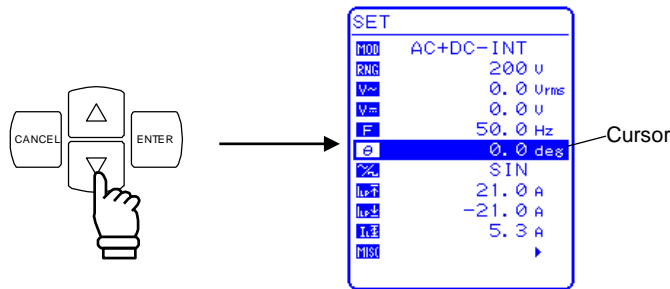 SET
MOD AC+DC-INT
RNG 200 V
V~ 0.0 Vrms
V⎓ 0.0 V
F 50.0 Hz
θ 0.0 deg
SIN
21.0 A
-21.0 A
5.3 A
MISC
CANCEL
ENTER
Cursor